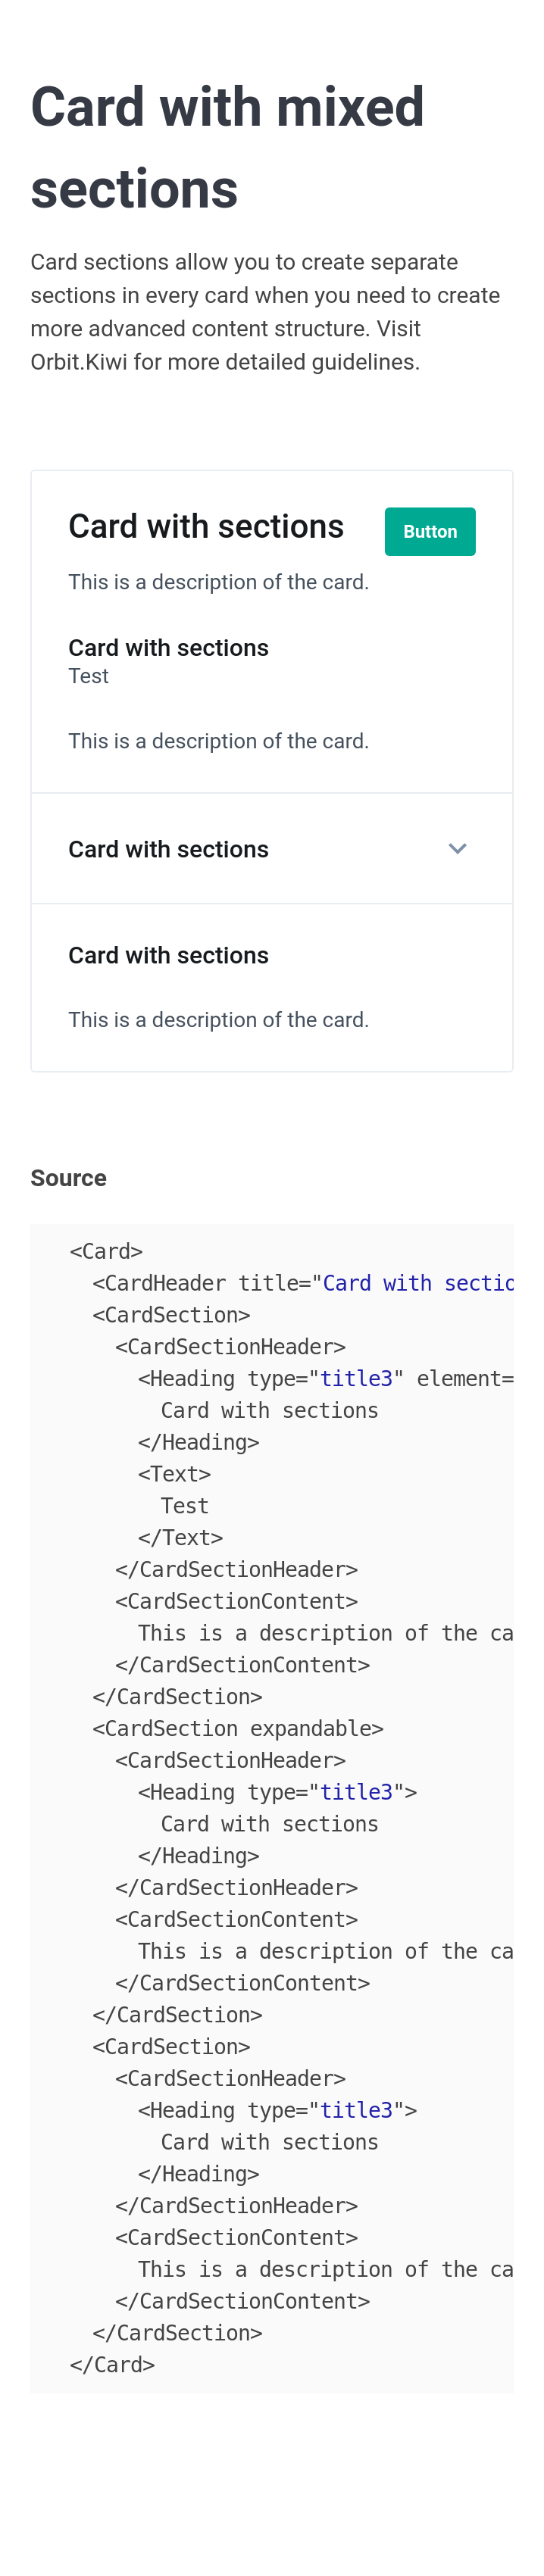 Card with mixed
sections
Card sections allow you to create separate
sections in every card when you need to create
more advanced content structure. Visit
Orbit.Kiwi for more detailed guidelines.
Card with sections
Button
This is a description of the card.
Card with sections
Test
This is a description of the card.
Card with sections
Card with sections
This is a description of the card.
Source
<Card>
<CardHeader title="Card with sectio
<CardSection>
<CardSectionHeader>
<Heading type="title3" element=
Card with sections
</Heading>
<Text>
Test
</Text>
</CardSectionHeader>
<CardSectionContent>
This is a description of the ca
</CardSectionContent>
</CardSection>
<CardSection expandable>
<CardSectionHeader>
<Heading type="title3">
Card with sections
</Heading>
</CardSectionHeader>
<CardSectionContent>
This is a description of the ca
</CardSectionContent>
</CardSection>
<CardSection>
<CardSectionHeader>
<Heading type="title3">
Card with sections
</Heading>
</CardSectionHeader>
<CardSectionContent>
This is a description of the ca
</CardSectionContent>
</CardSection>
</Card>